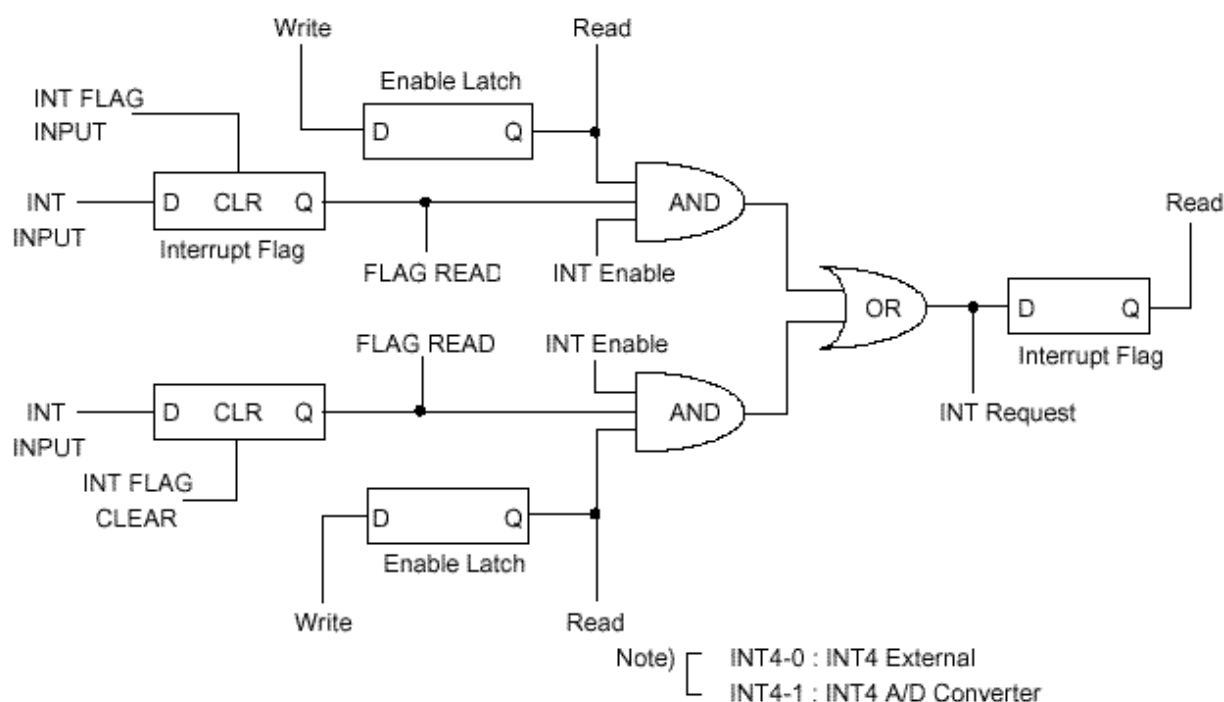 Write
Read
Enable Latch
D Q
INT FLAG
INPUT
INT
INPUT
D CLR Q
Interrupt Flag
AND
FLAG READ
INT Enable
Read
OR
D Q
Interrupt Flag
INT Request
FLAG READ
INT Enable
INT
INPUT
D CLR Q
AND
INT FLAG
CLEAR
D Q
Enable Latch
Write
Read
Note) INT4-0 : INT4 External
INT4-1 : INT4 A/D Converter